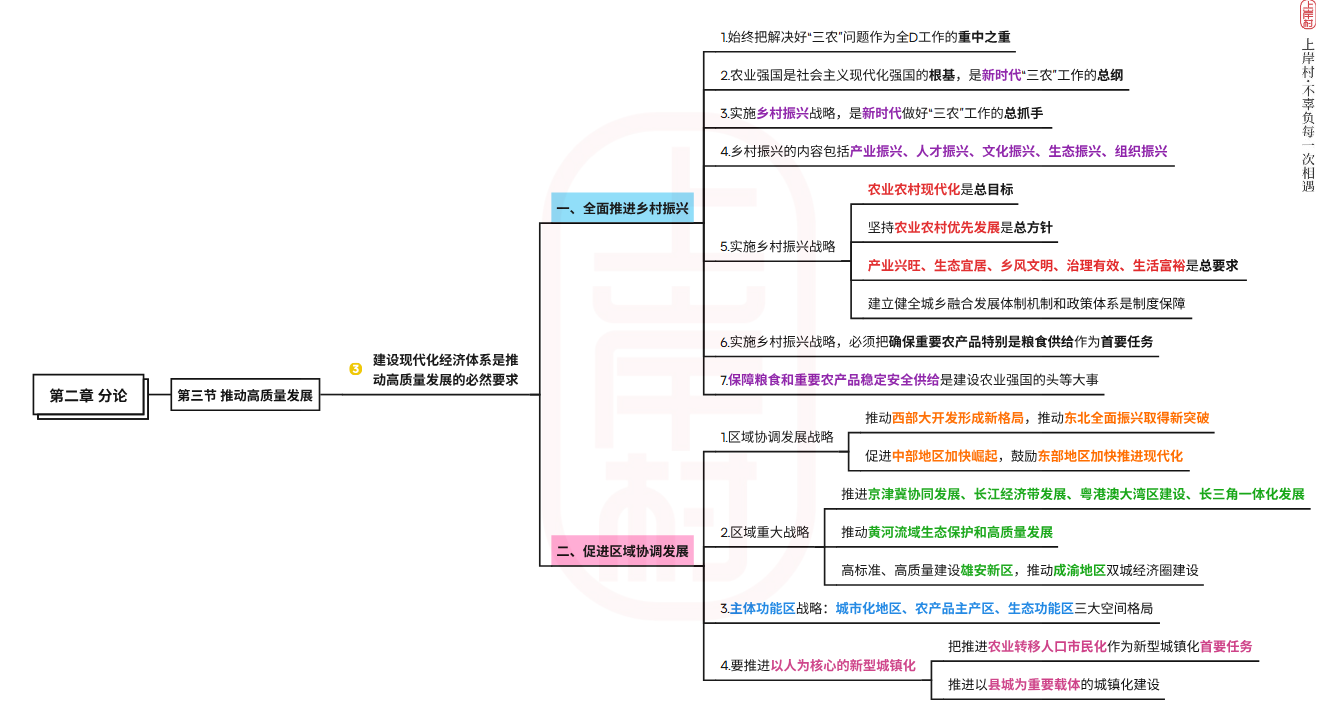 第二章 分论
第三节 推动高质量发展
3
建设现代化经济体系是推
动高质量发展的必然要求
一、全面推进乡村振兴
1.始终把解决好“三农”问题作为全D工作的重中之重
2.农业强国是社会主义现代化强国的根基，是新时代“三农”工作的总纲
3.实施乡村振兴战略，是新时代做好“三农”工作的总抓手
4.乡村振兴的内容包括产业振兴、人才振兴、文化振兴、生态振兴、组织振兴
5.实施乡村振兴战略
农业农村现代化是总目标
坚持农业农村优先发展是总方针
产业兴旺、生态宜居、乡风文明、治理有效、生活富裕是总要求
建立健全城乡融合发展体制机制和政策体系是制度保障
6.实施乡村振兴战略，必须把确保重要农产品特别是粮食供给作为首要任务
7.保障粮食和重要农产品稳定安全供给是建设农业强国的头等大事
二、促进区域协调发展
1.区域协调发展战略
推动西部大开发形成新格局，推动东北全面振兴取得新突破
促进中部地区加快崛起，鼓励东部地区加快推进现代化
2.区域重大战略
推进京津冀协同发展、长江经济带发展、粤港澳大湾区建设、长三角一体化发展
推动黄河流域生态保护和高质量发展
高标准、高质量建设雄安新区，推动成渝地区双城经济圈建设
3.主体功能区战略：城市化地区、农产品主产区、生态功能区三大空间格局
4.要推进以人为核心的新型城镇化
把推进农业转移人口市民化作为新型城镇化首要任务
推进以县城为重要载体的城镇化建设
上岸村
上岸村·不辜负每一次相遇
上岸村